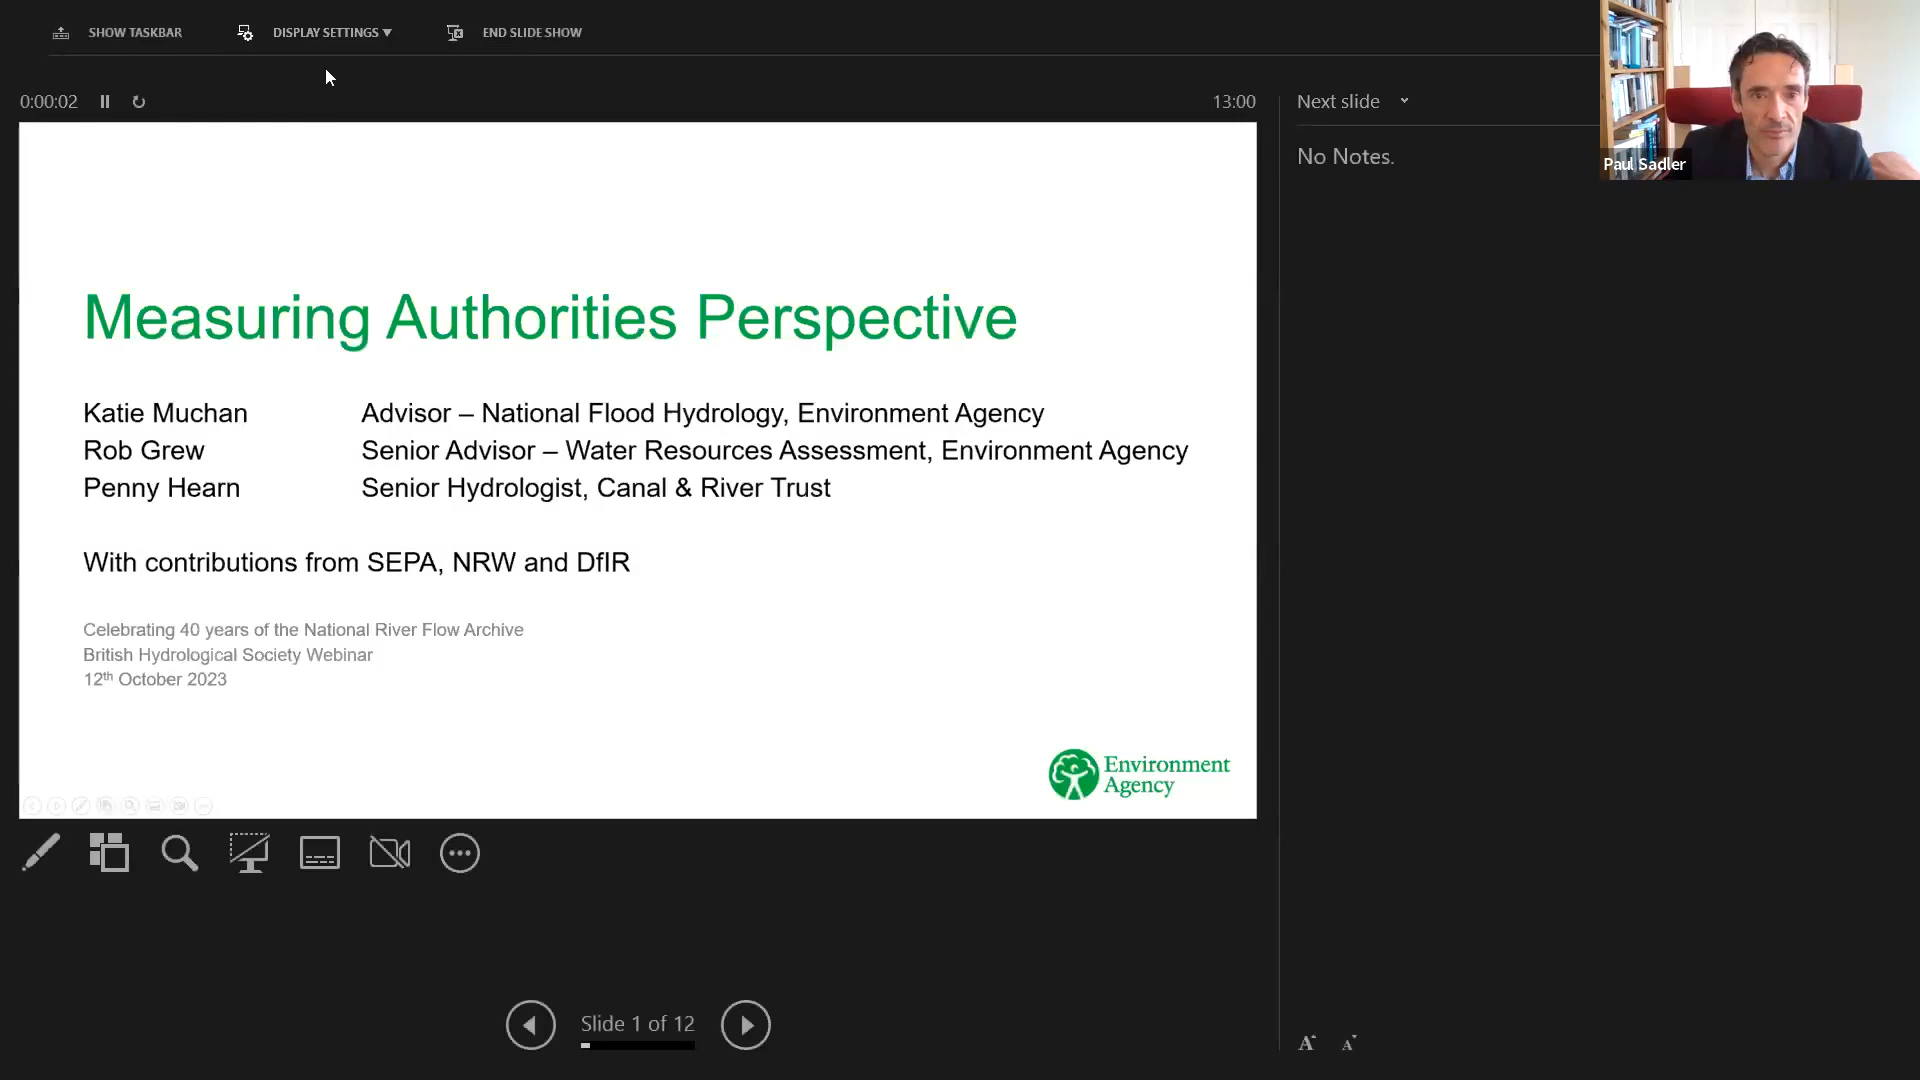 SHOW TASKBAR
DISPLAY SETTINGS ▾
END SLIDE SHOW
0:00:02
13:00
Next slide
No Notes.
Paul Sadler
Measuring Authorities Perspective
Katie Muchan Advisor – National Flood Hydrology, Environment Agency
Rob Grew Senior Advisor – Water Resources Assessment, Environment Agency
Penny Hearn Senior Hydrologist, Canal & River Trust
With contributions from SEPA, NRW and DfIR
Celebrating 40 years of the National River Flow Archive
British Hydrological Society Webinar
12th October 2023
Environment
Agency
Slide 1 of 12
A A